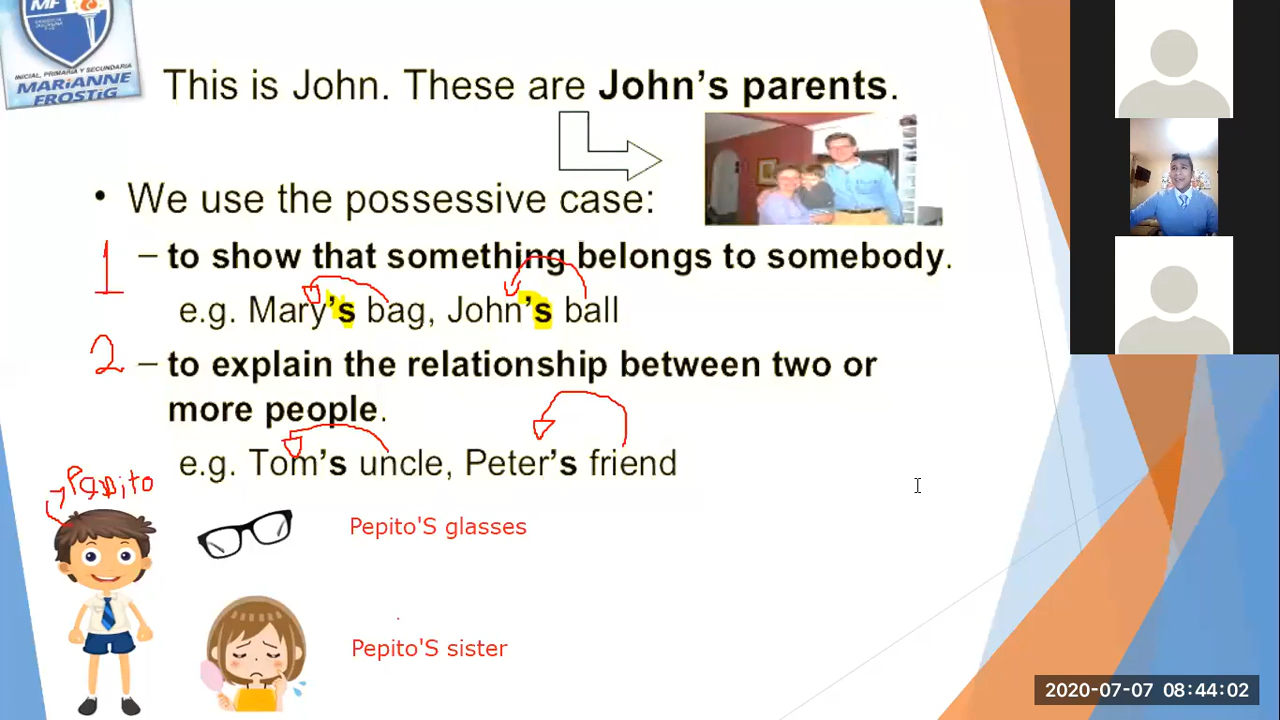 MF
INICIAL, PRIMARIA Y SECUNDARIA
MARiANNE
FROSTiG
This is John. These are John's parents.
• We use the possessive case:
1 – to show that something belongs to somebody.
e.g. Mary's bag, John's ball
2 – to explain the relationship between two or
more people.
e.g. Tom's uncle, Peter's friend
Pepito
Pepito'S glasses
Pepito'S sister
2020-07-07 08:44:02